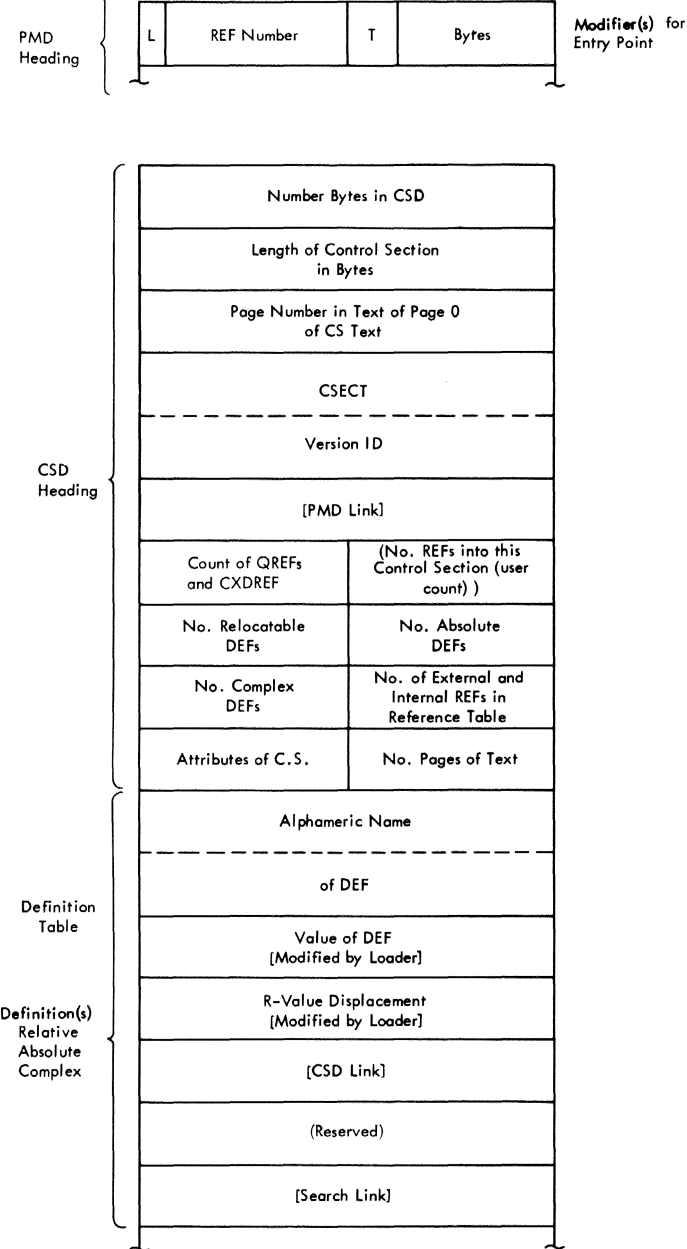 PMD
Heading
L
REF Number
T
Bytes
Modifier(s) for
Entry Point
Number Bytes in CSD
Length of Control Section
in Bytes
Page Number in Text of Page 0
of CS Text
CSECT
Version ID
CSD
Heading
[PMD Link]
Count of QREFs
and CXDREF
(No. REFs into this
Control Section (user
count) )
No. Relocatable
DEFs
No. Absolute
DEFs
No. Complex
DEFs
No. of External and
Internal REFs in
Reference Table
Attributes of C.S.
No. Pages of Text
Alphameric Name
of DEF
Definition
Table
Value of DEF
[Modified by Loader]
R-Value Displacement
[Modified by Loader]
Definition(s)
Relative
Absolute
Complex
[CSD Link]
(Reserved)
[Search Link]